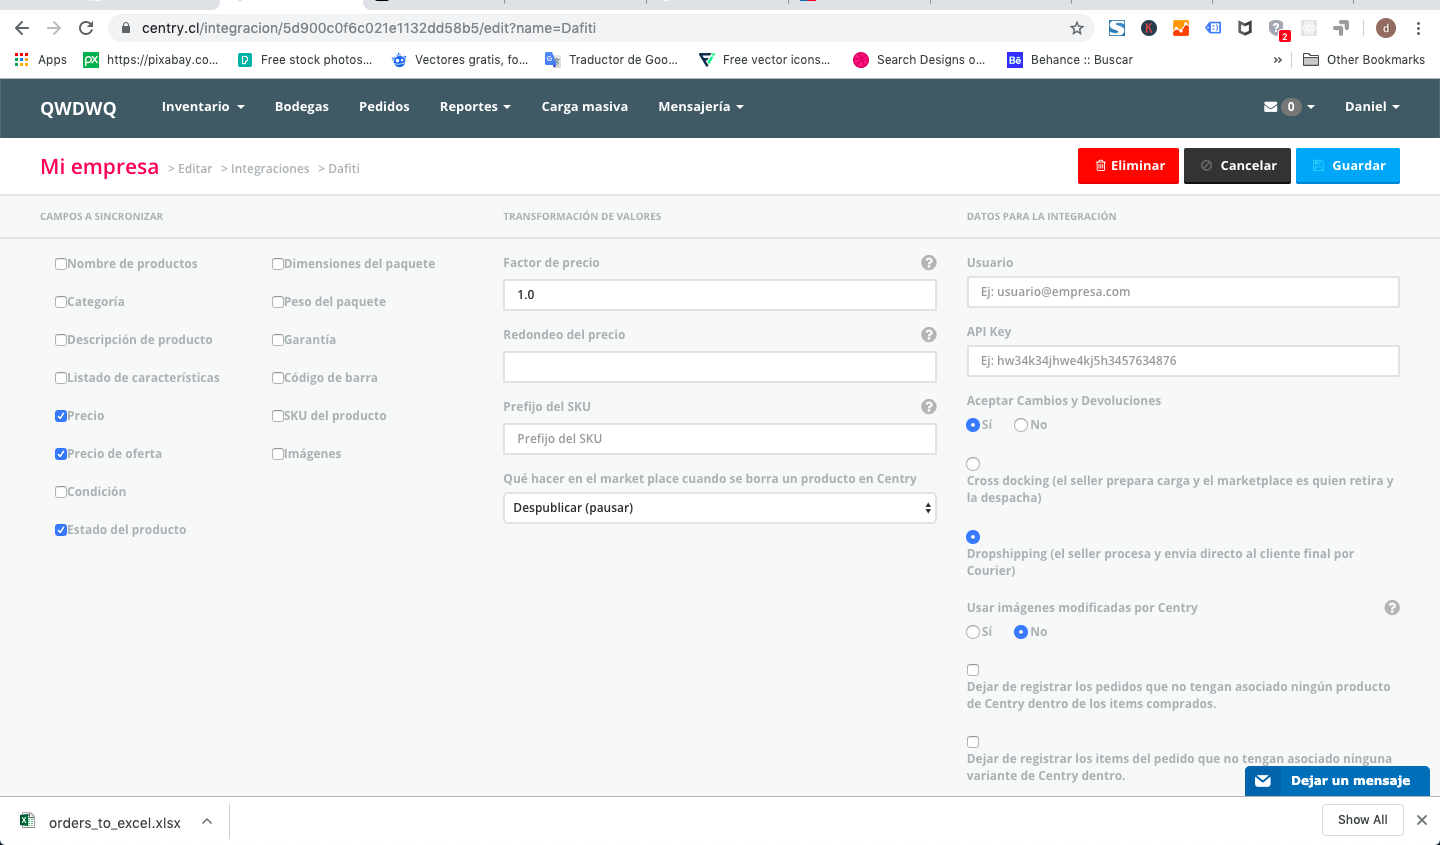 centry.cl/integracion/5d900c0f6c021e1132dd58b5/edit?name=Dafiti
2
d
Apps
https://pixabay.co...
Free stock photos...
Vectores gratis, fo...
Traductor de Goo...
Free vector icons...
Search Designs o...
Bē Behance :: Buscar
»
Other Bookmarks
QWDWQ
Inventario
Bodegas
Pedidos
Reportes
Carga masiva
Mensajería
0
Daniel
Mi empresa > Editar > Integraciones > Dafiti
Eliminar
Cancelar
Guardar
CAMPOS A SINCRONIZAR
TRANSFORMACIÓN DE VALORES
DATOS PARA LA INTEGRACIÓN
Nombre de productos
Categoría
Descripción de producto
Listado de características
Precio
Precio de oferta
Condición
Estado del producto
Dimensiones del paquete
Peso del paquete
Garantía
Código de barra
SKU del producto
Imágenes
Factor de precio
1.0
Redondeo del precio
Prefijo del SKU
Prefijo del SKU
Qué hacer en el market place cuando se borra un producto en Centry
Despublicar (pausar)
Usuario
Ej: usuario@empresa.com
API Key
Ej: hw34k34jhwe4kj5h3457634876
Aceptar Cambios y Devoluciones
Sí No
Cross docking (el seller prepara carga y el marketplace es quien retira y
la despacha)
Dropshipping (el seller procesa y envia directo al cliente final por
Courier)
Usar imágenes modificadas por Centry
Sí No
Dejar de registrar los pedidos que no tengan asociado ningún producto
de Centry dentro de los items comprados.
Dejar de registrar los items del pedido que no tengan asociado ninguna
variante de Centry dentro.
Dejar un mensaje
orders_to_excel.xlsx
Show All